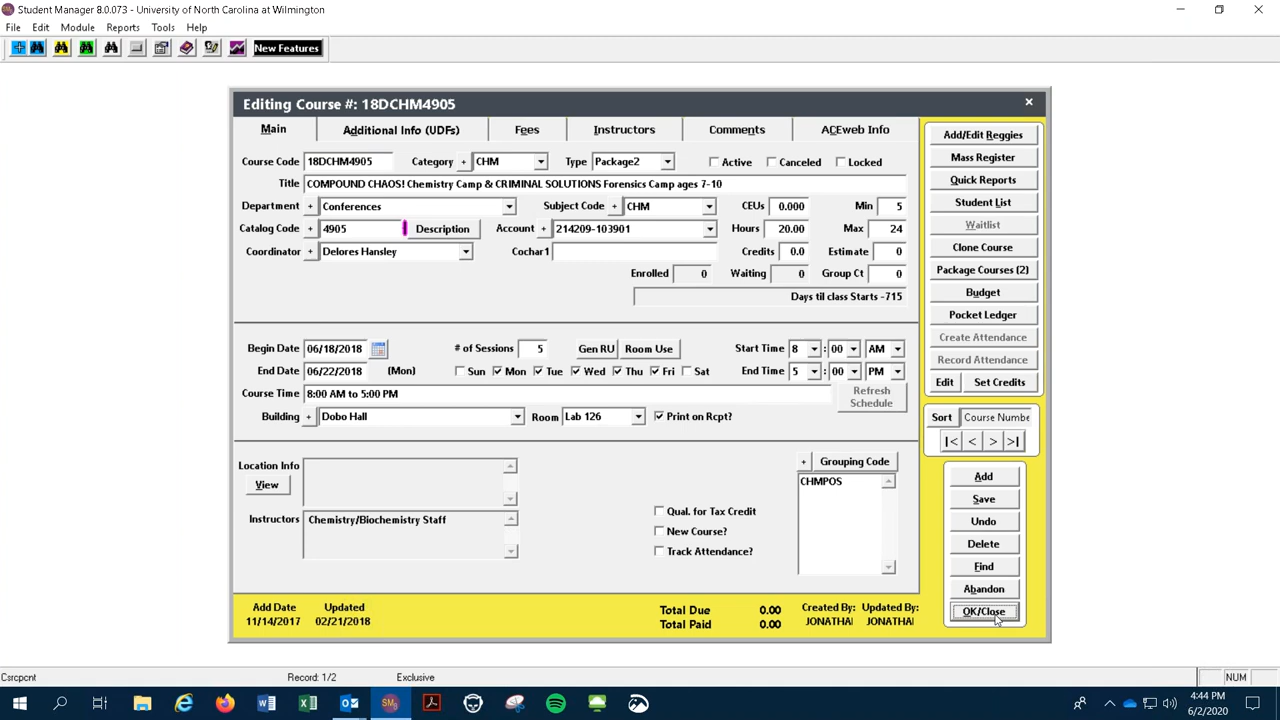 Student Manager 8.0.073 - University of North Carolina at Wilmington
File Edit Module Reports Tools Help
New Features
Editing Course #: 18DCHM4905
Main Additional Info (UDFs) Fees Instructors Comments ACEweb Info
Course Code 18DCHM4905 Category + CHM Type Package2 Active Canceled Locked
Title COMPOUND CHAOS! Chemistry Camp & CRIMINAL SOLUTIONS Forensics Camp ages 7-10
Department + Conferences Subject Code + CHM CEUs 0.000 Min 5
Catalog Code + 4905 Description Account + 214209-103901 Hours 20.00 Max 24
Coordinator + Delores Hansley Cochar1 Credits 0.0 Estimate 0
Enrolled 0 Waiting 0 Group Ct 0
Days til class Starts -715
Begin Date 06/18/2018 # of Sessions 5 Gen RU Room Use Start Time 8 : 00 AM
End Date 06/22/2018 (Mon) Sun Mon Tue Wed Thu Fri Sat End Time 5 : 00 PM
Course Time 8:00 AM to 5:00 PM Refresh Schedule
Building + Dobo Hall Room Lab 126 Print on Rcpt?
Location Info + Grouping Code
View CHMPOS
Instructors Chemistry/Biochemistry Staff
Qual. for Tax Credit
New Course?
Track Attendance?
Add Date Updated Total Due 0.00 Created By: Updated By:
11/14/2017 02/21/2018 Total Paid 0.00 JONATHA JONATHA
Add/Edit Reggies
Mass Register
Quick Reports
Student List
Waitlist
Clone Course
Package Courses (2)
Budget
Pocket Ledger
Create Attendance
Record Attendance
Edit Set Credits
Sort Course Numbe
|< < > >|
Add
Save
Undo
Delete
Find
Abandon
OK/Close
Csrcpcnt Record: 1/2 Exclusive NUM
4:44 PM
6/2/2020